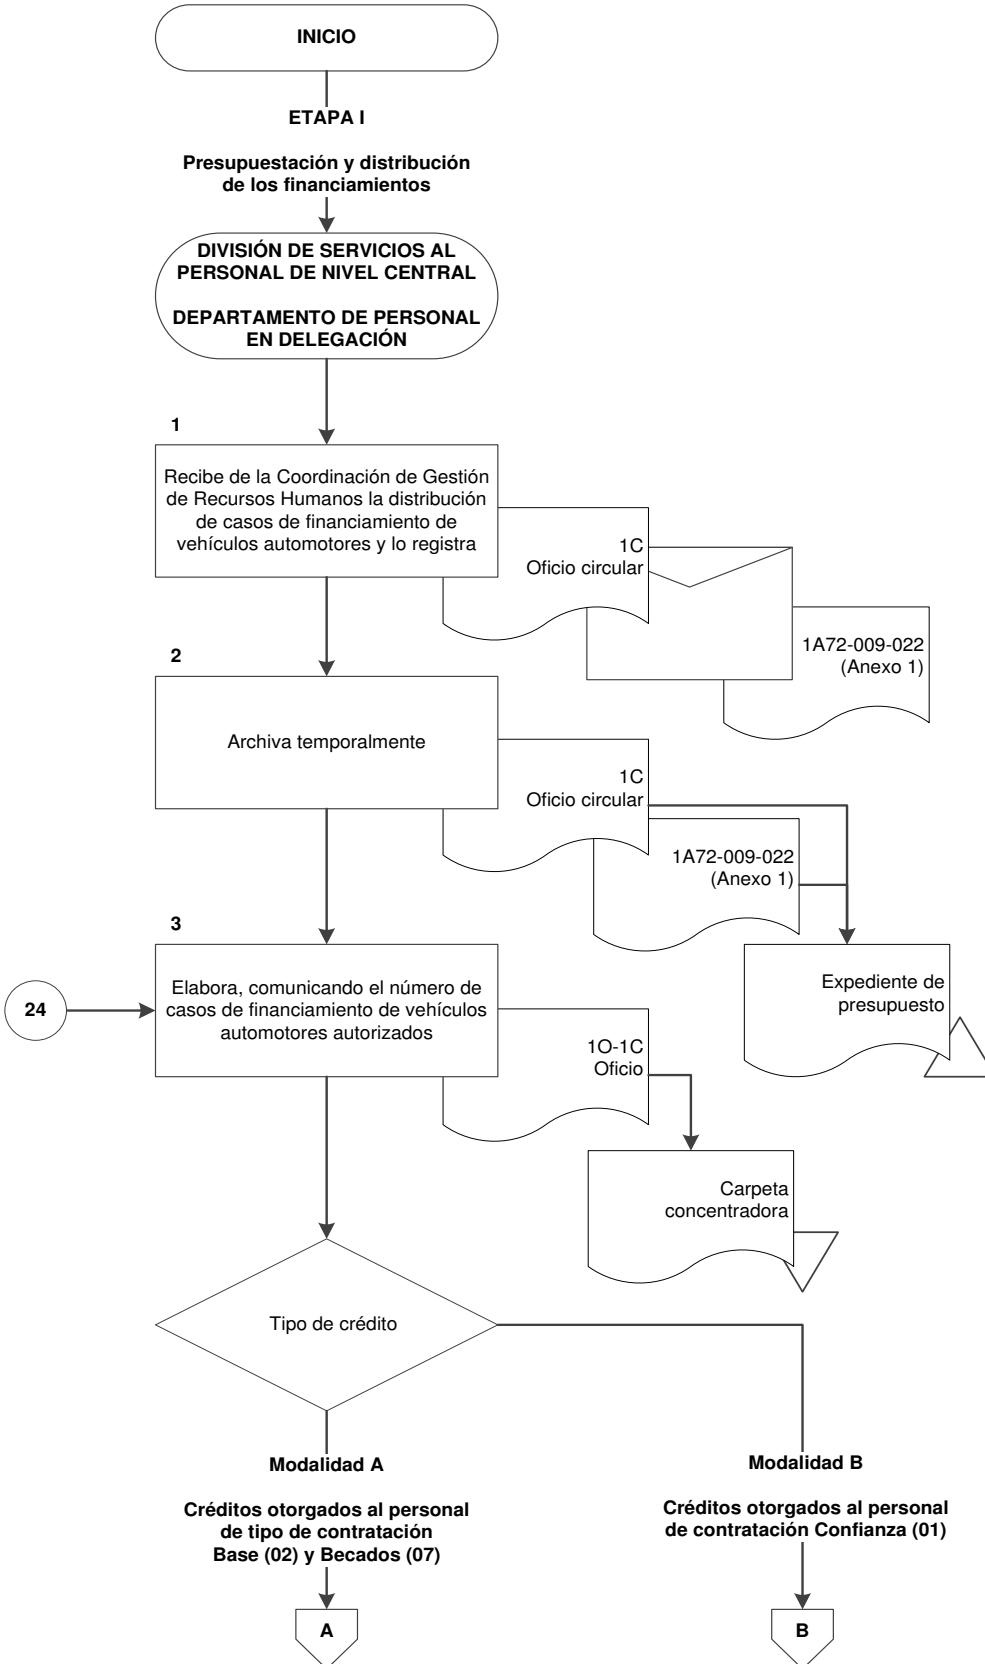 INICIO
ETAPA I
Presupuestación y distribución
de los financiamientos
DIVISIÓN DE SERVICIOS AL
PERSONAL DE NIVEL CENTRAL
DEPARTAMENTO DE PERSONAL
EN DELEGACIÓN
1
Recibe de la Coordinación de Gestión
de Recursos Humanos la distribución
de casos de financiamiento de
vehículos automotores y lo registra
1C
Oficio circular
1A72-009-022
(Anexo 1)
2
Archiva temporalmente
1C
Oficio circular
1A72-009-022
(Anexo 1)
Expediente de
presupuesto
3
24
Elabora, comunicando el número de
casos de financiamiento de vehículos
automotores autorizados
1O-1C
Oficio
Carpeta
concentradora
Tipo de crédito
Modalidad A
Créditos otorgados al personal
de tipo de contratación
Base (02) y Becados (07)
A
Modalidad B
Créditos otorgados al personal
de contratación Confianza (01)
B